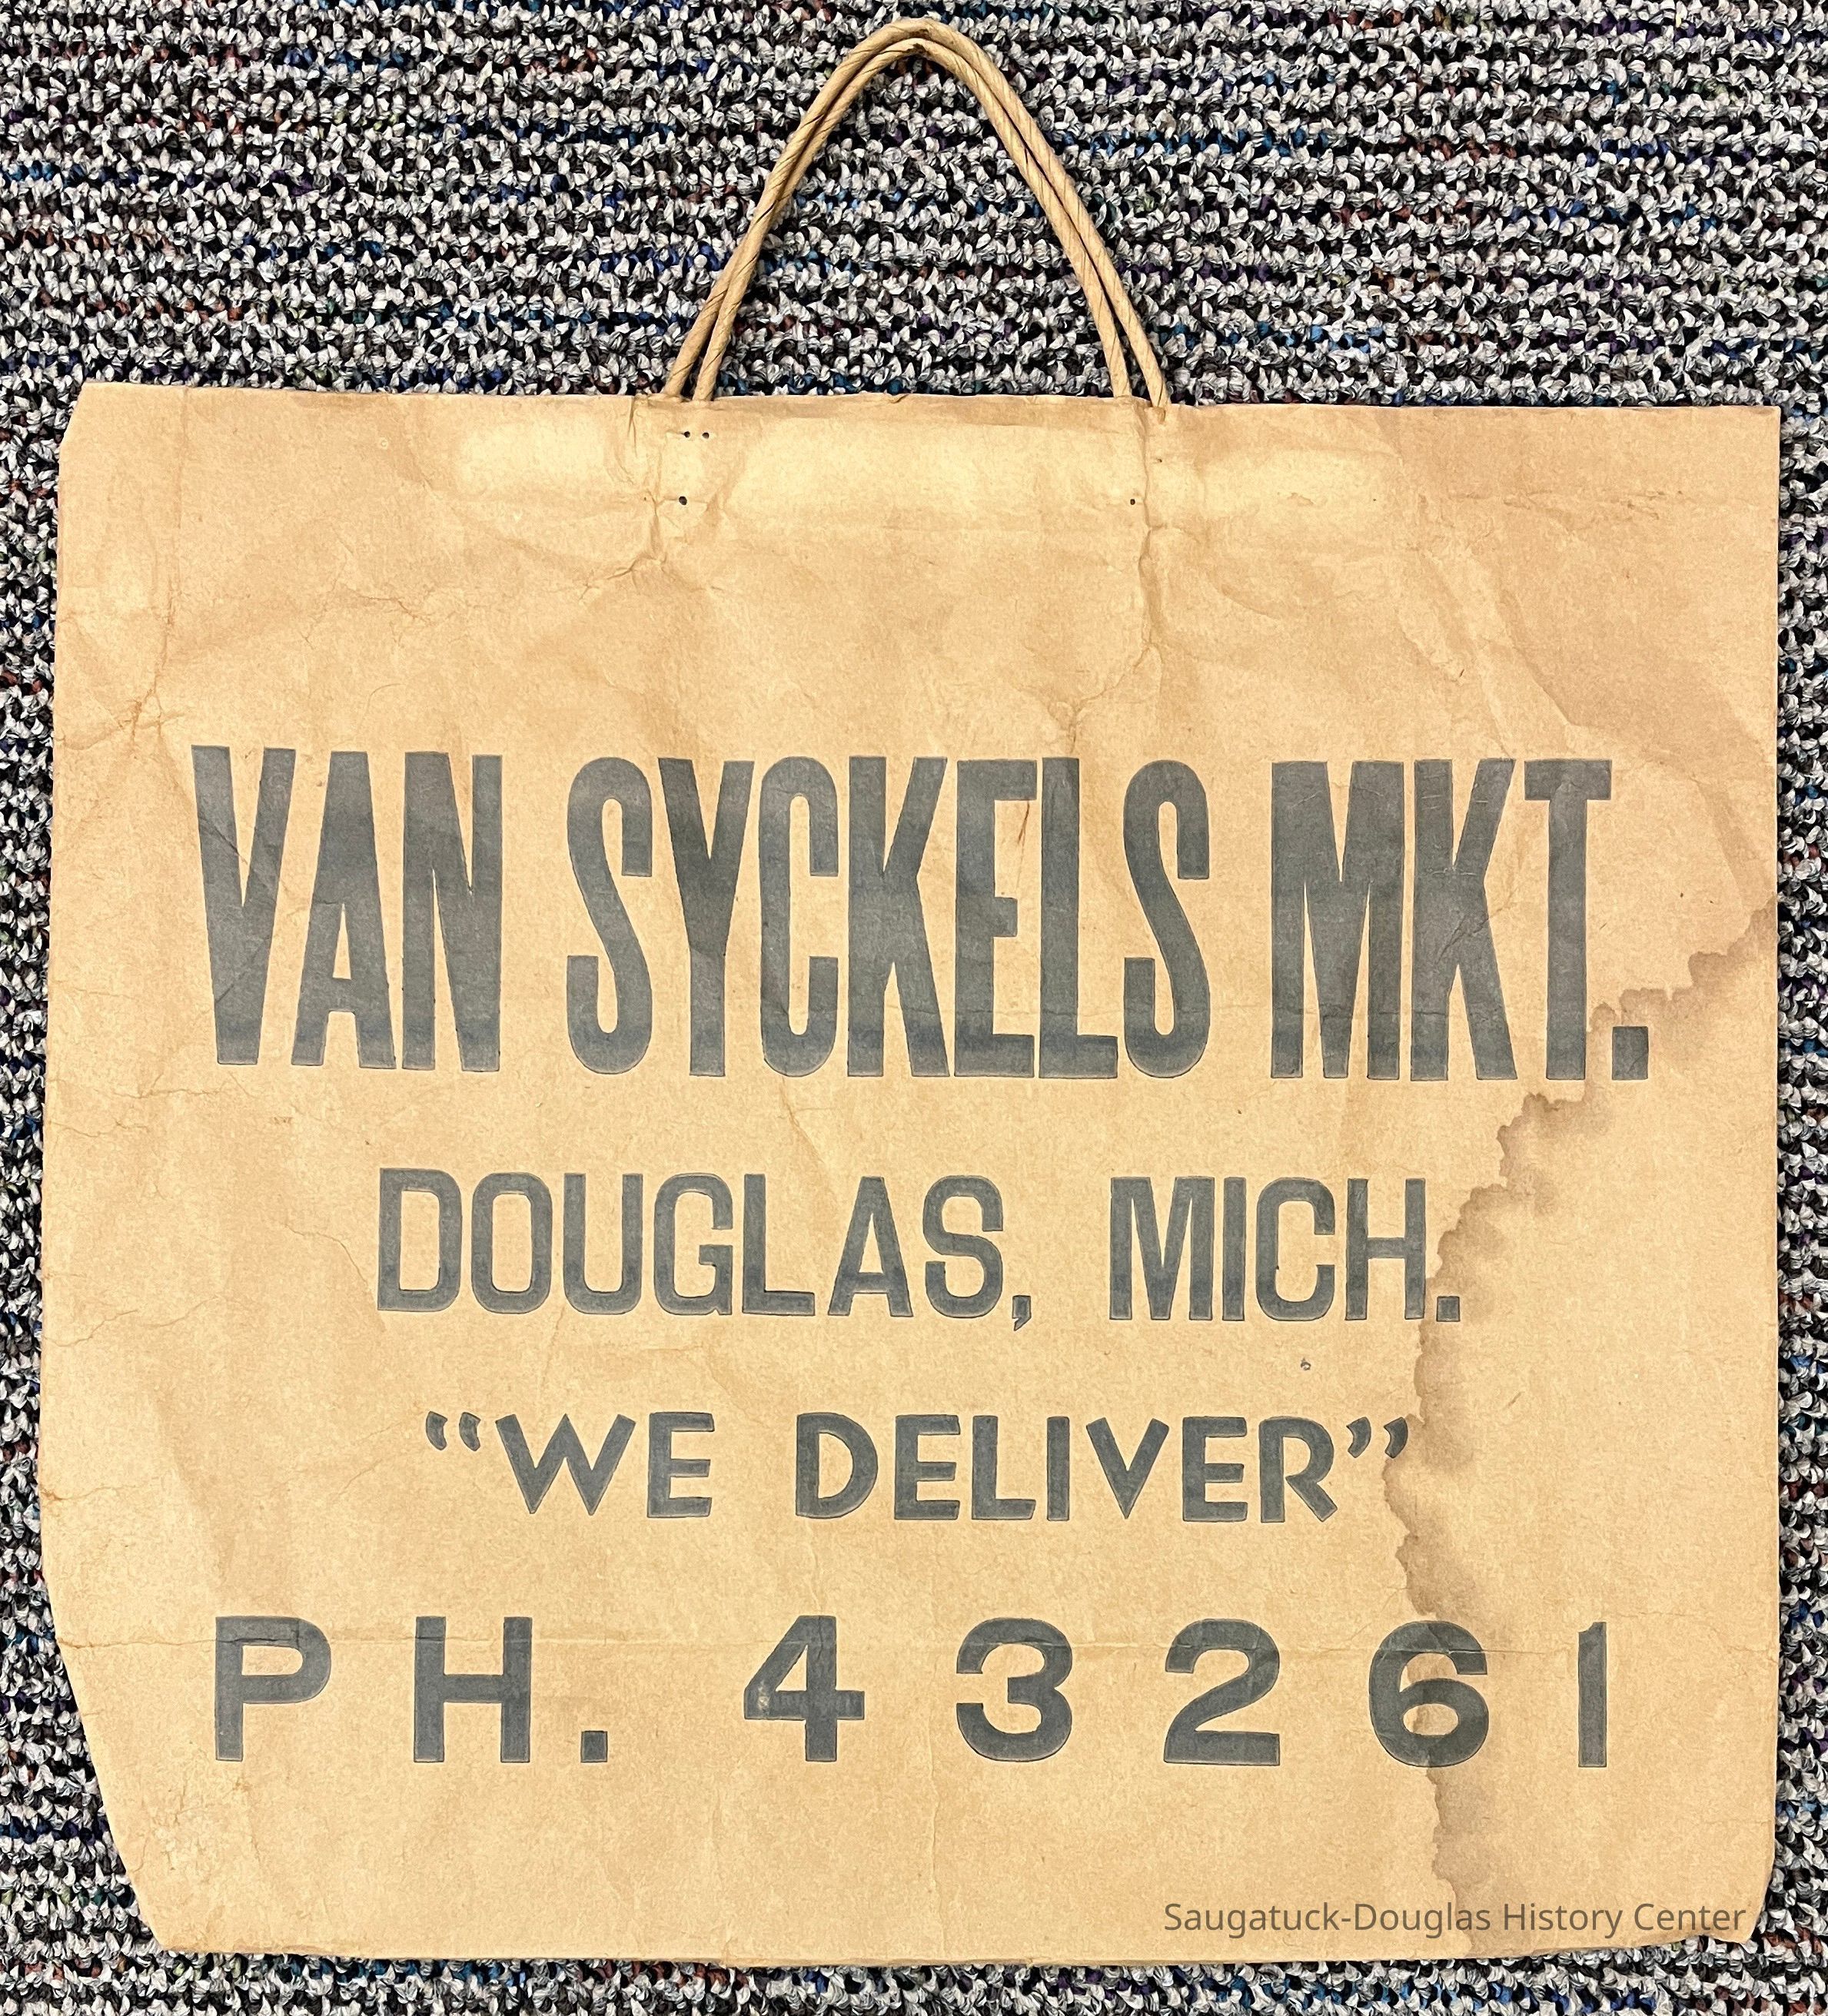 VAN SYCKELS MKT.
DOUGLAS, MICH.
“WE DELIVER”
PH. 43261
Saugatuck-Douglas History Center